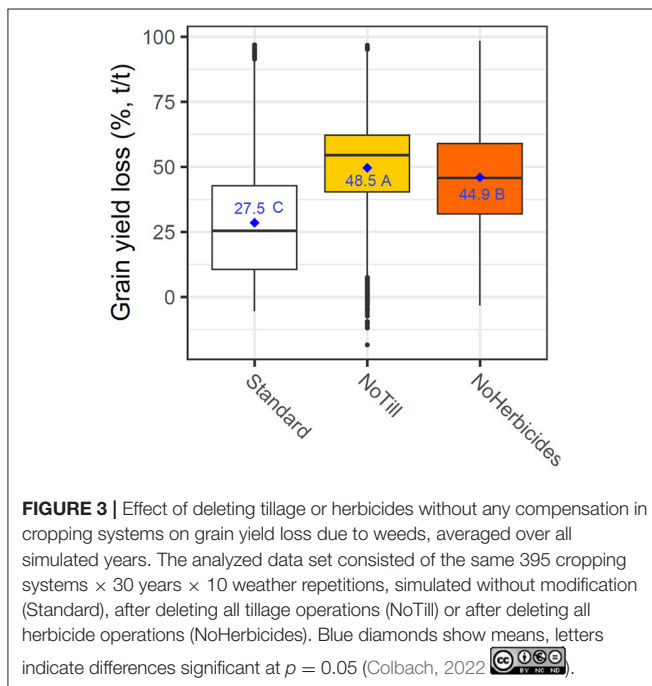 Grain yield loss (%, t/t)
100
75
50
25
0
27.5 C
48.5 A
44.9 B
Standard
NoTill
NoHerbicides
FIGURE 3 | Effect of deleting tillage or herbicides without any compensation in
cropping systems on grain yield loss due to weeds, averaged over all
simulated years. The analyzed data set consisted of the same 395 cropping
systems × 30 years × 10 weather repetitions, simulated without modification
(Standard), after deleting all tillage operations (NoTill) or after deleting all
herbicide operations (NoHerbicides). Blue diamonds show means, letters
indicate differences significant at p = 0.05 (Colbach, 2022 cc BY NC ND).